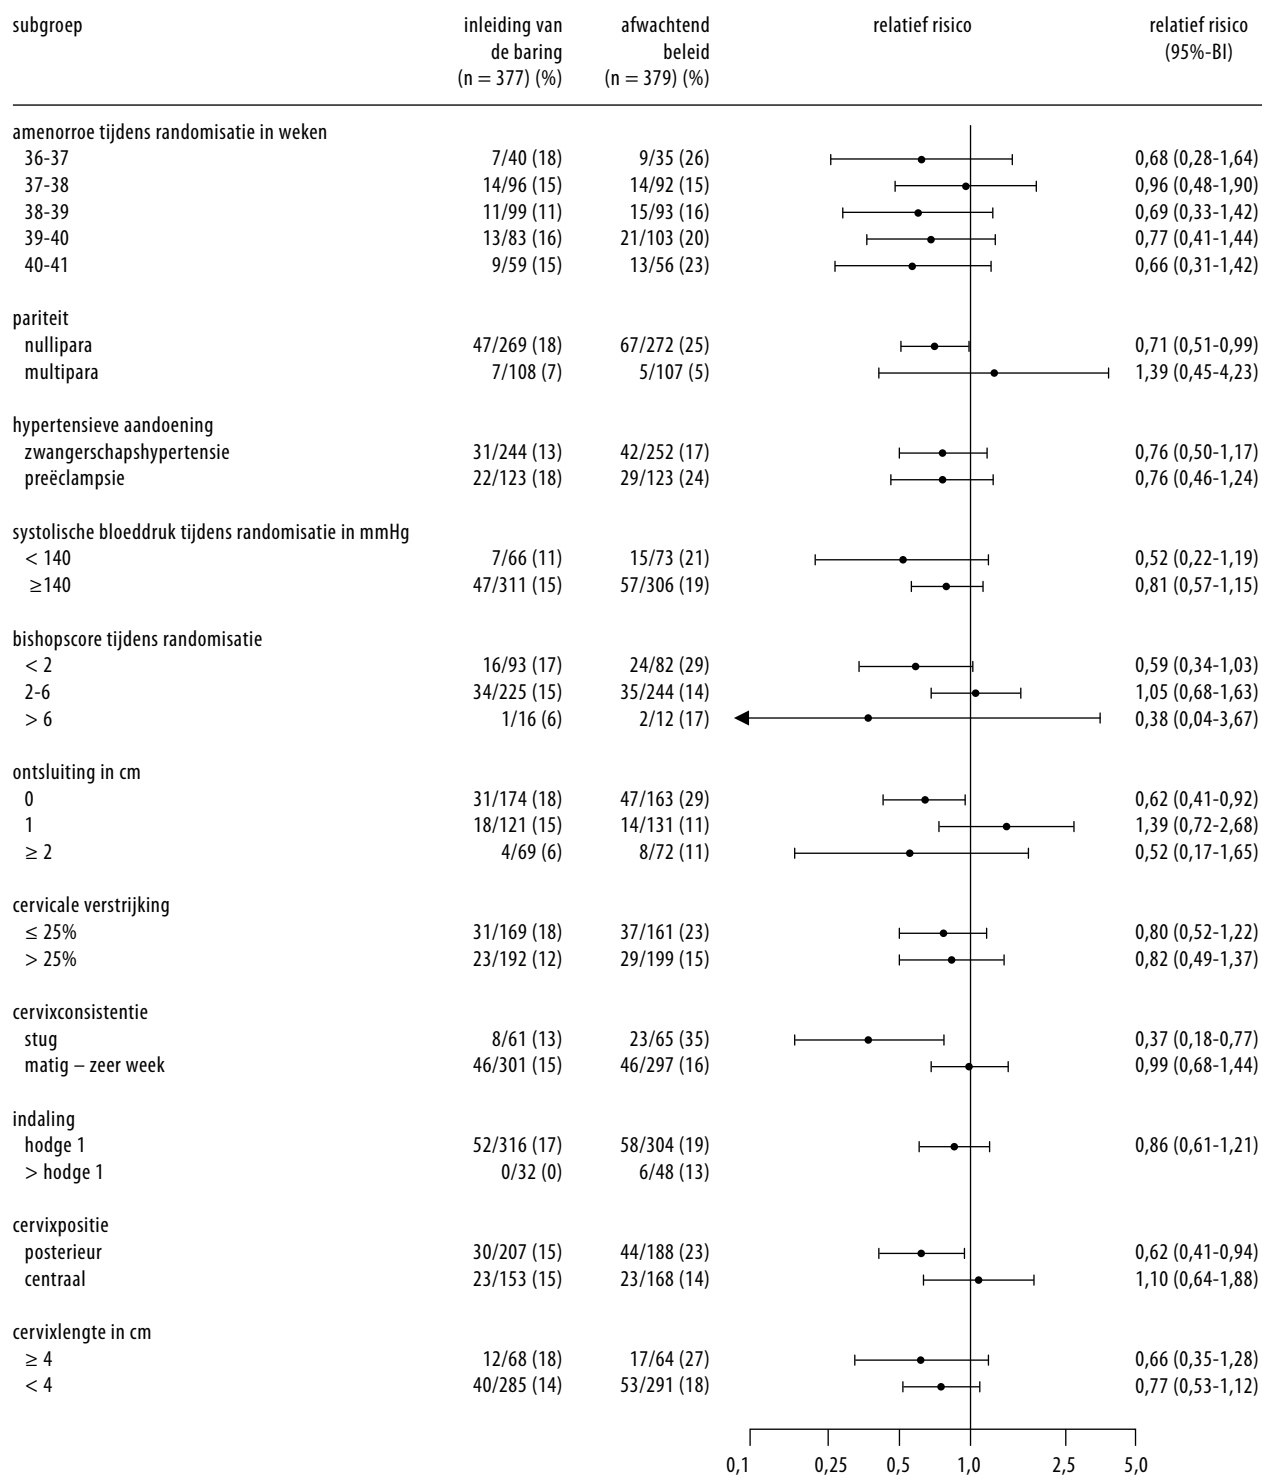 subgroep inleiding van afwachtend relatief risico relatief risico
de baring beleid (95%-BI)
(n = 377) (%) (n = 379) (%)
amenorroe tijdens randomisatie in weken
36-37 7/40 (18) 9/35 (26) 0,68 (0,28-1,64)
37-38 14/96 (15) 14/92 (15) 0,96 (0,48-1,90)
38-39 11/99 (11) 15/93 (16) 0,69 (0,33-1,42)
39-40 13/83 (16) 21/103 (20) 0,77 (0,41-1,44)
40-41 9/59 (15) 13/56 (23) 0,66 (0,31-1,42)
pariteit
nullipara 47/269 (18) 67/272 (25) 0,71 (0,51-0,99)
multipara 7/108 (7) 5/107 (5) 1,39 (0,45-4,23)
hypertensieve aandoening
zwangerschapshypertensie 31/244 (13) 42/252 (17) 0,76 (0,50-1,17)
preëclampsie 22/123 (18) 29/123 (24) 0,76 (0,46-1,24)
systolische bloeddruk tijdens randomisatie in mmHg
< 140 7/66 (11) 15/73 (21) 0,52 (0,22-1,19)
≥140 47/311 (15) 57/306 (19) 0,81 (0,57-1,15)
bishopscore tijdens randomisatie
< 2 16/93 (17) 24/82 (29) 0,59 (0,34-1,03)
2-6 34/225 (15) 35/244 (14) 1,05 (0,68-1,63)
> 6 1/16 (6) 2/12 (17) 0,38 (0,04-3,67)
ontsluiting in cm
0 31/174 (18) 47/163 (29) 0,62 (0,41-0,92)
1 18/121 (15) 14/131 (11) 1,39 (0,72-2,68)
≥ 2 4/69 (6) 8/72 (11) 0,52 (0,17-1,65)
cervicale verstrijking
≤ 25% 31/169 (18) 37/161 (23) 0,80 (0,52-1,22)
> 25% 23/192 (12) 29/199 (15) 0,82 (0,49-1,37)
cervixconsistentie
stug 8/61 (13) 23/65 (35) 0,37 (0,18-0,77)
matig – zeer week 46/301 (15) 46/297 (16) 0,99 (0,68-1,44)
indaling
hodge 1 52/316 (17) 58/304 (19) 0,86 (0,61-1,21)
> hodge 1 0/32 (0) 6/48 (13)
cervixpositie
posterieur 30/207 (15) 44/188 (23) 0,62 (0,41-0,94)
centraal 23/153 (15) 23/168 (14) 1,10 (0,64-1,88)
cervixlengte in cm
≥ 4 12/68 (18) 17/64 (27) 0,66 (0,35-1,28)
< 4 40/285 (14) 53/291 (18) 0,77 (0,53-1,12)
0,1 0,25 0,5 1,0 2,5 5,0